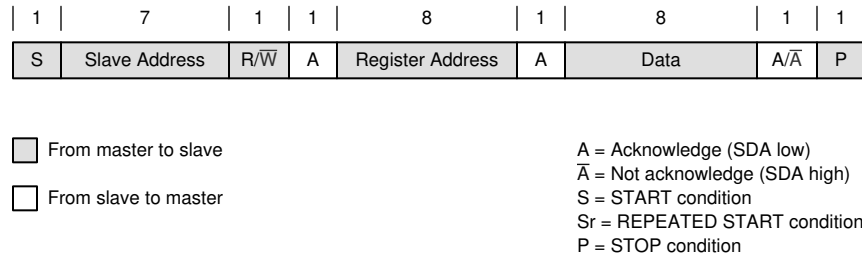 1 7 1 1 8 1 8 1 1
S Slave Address R/W̅ A Register Address A Data A/A̅ P
From master to slave
From slave to master
A = Acknowledge (SDA low)
A̅ = Not acknowledge (SDA high)
S = START condition
Sr = REPEATED START condition
P = STOP condition